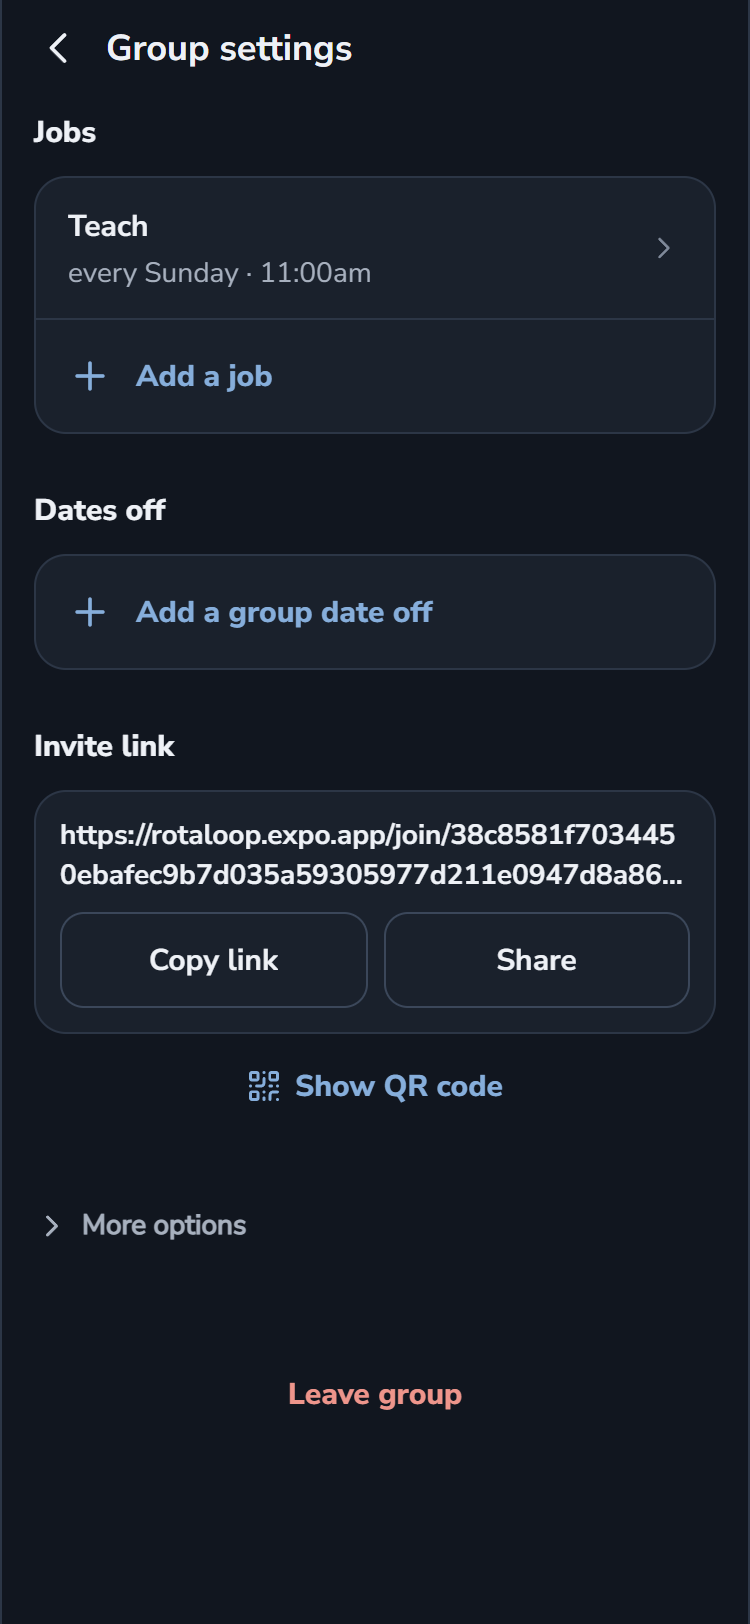 Group settings
Jobs
Teach
every Sunday · 11:00am
Add a job
Dates off
Add a group date off
Invite link
https://rotaloop.expo.app/join/38c8581f703445
0ebafec9b7d035a59305977d211e0947d8a86...
Copy link
Share
Show QR code
More options
Leave group